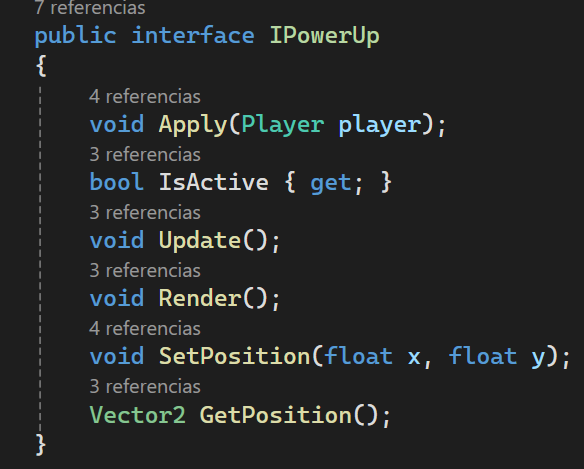 7 referencias
public interface IPowerUp
{
4 referencias
void Apply(Player player);
3 referencias
bool IsActive { get; }
3 referencias
void Update();
3 referencias
void Render();
4 referencias
void SetPosition(float x, float y);
3 referencias
Vector2 GetPosition();
}